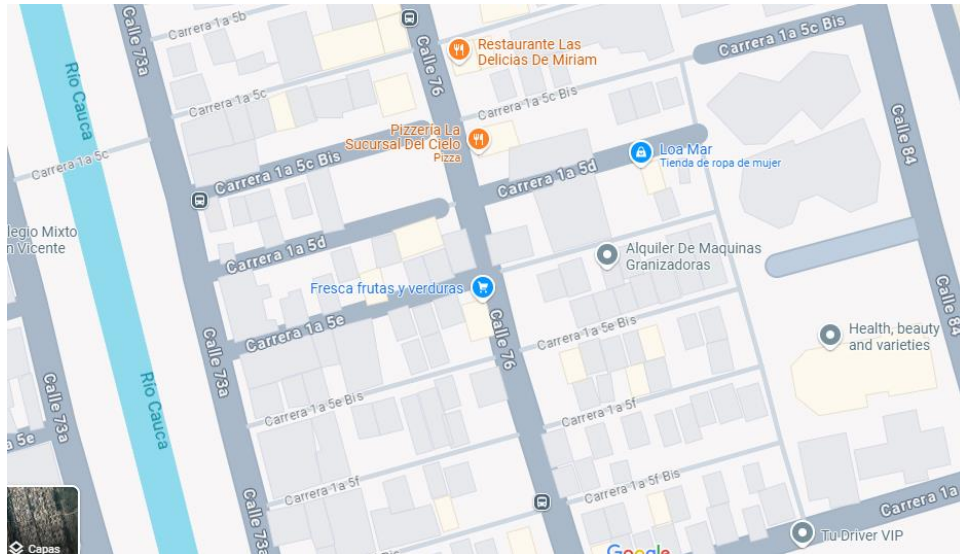 Carrera 1a 5b
Calle 73a
Calle 76
Restaurante Las
Delicias De Miriam
Carrera 1a 5c Bis
Río Cauca
Carrera 1a 5c
Carrera 1a 5c Bis
Calle 84
Pizzería La
Sucursal Del Cielo
Pizza
Carrera 1a 5c
Carrera 1a 5c Bis
Carrera 1a 5d
Loa Mar
Tienda de ropa de mujer
legio Mixto
n Vicente
Carrera 1a 5d
Alquiler De Maquinas
Granizadoras
Fresca frutas y verduras
Calle 84
Carrera 1a 5e
Calle 73a
Calle 76
Carrera 1a 5e Bis
Health, beauty
and varieties
Río Cauca
Calle 73a
Carrera 1a 5e Bis
Carrera 1a 5f
a 5e
Carrera 1a 5f
Calle 73a
Carrera 1a 5f Bis
Carrera 1a
Tu Driver VIP
Capas
Google